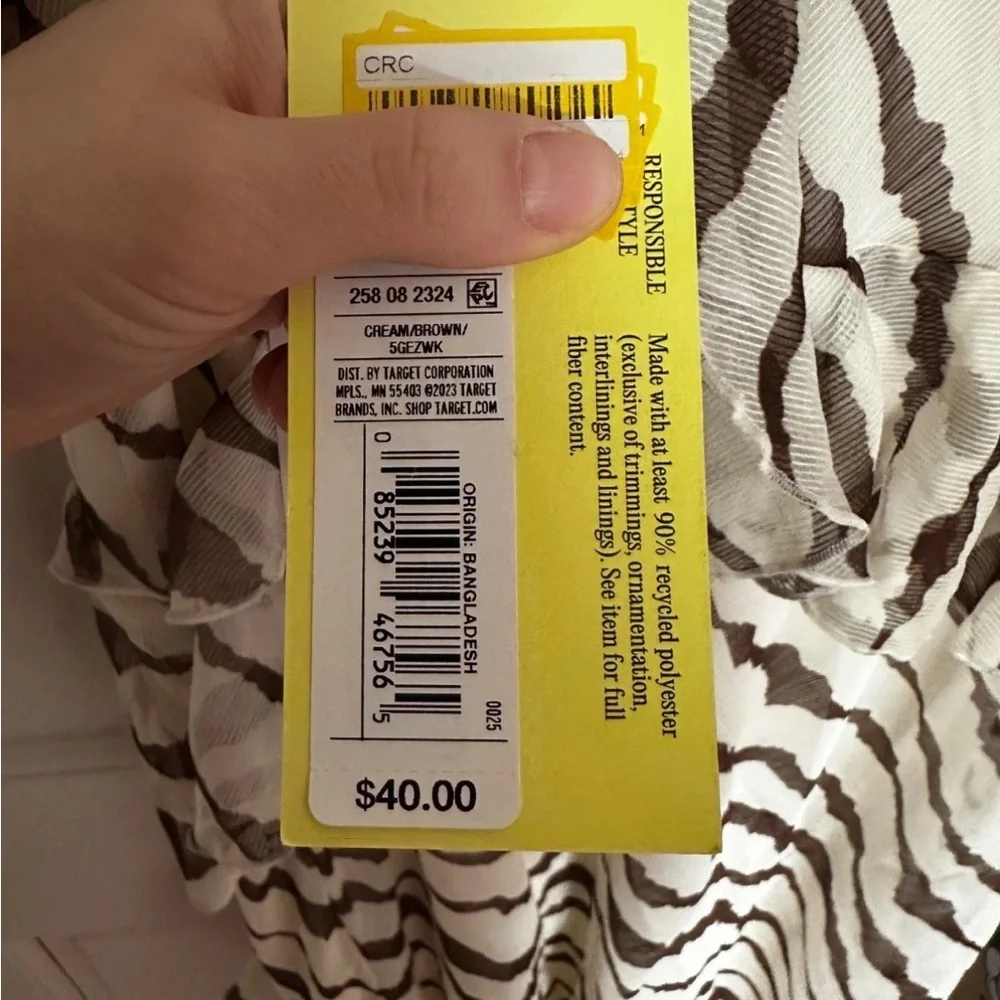 CRC
1
RESPONSIBLE
258 08 2324
CREAM/BROWN/
5GEZWK
DIST. BY TARGET CORPORATION
MPLS., MN 55403 ©2023 TARGET
BRANDS, INC. SHOP TARGET.COM
ORIGIN: BANGLADESH
0 85239 46756 5
0025
$40.00
Made with at least 90% recycled polyester
(exclusive of trimmings, ornamentation,
interlinings and linings). See item for full
fiber content.